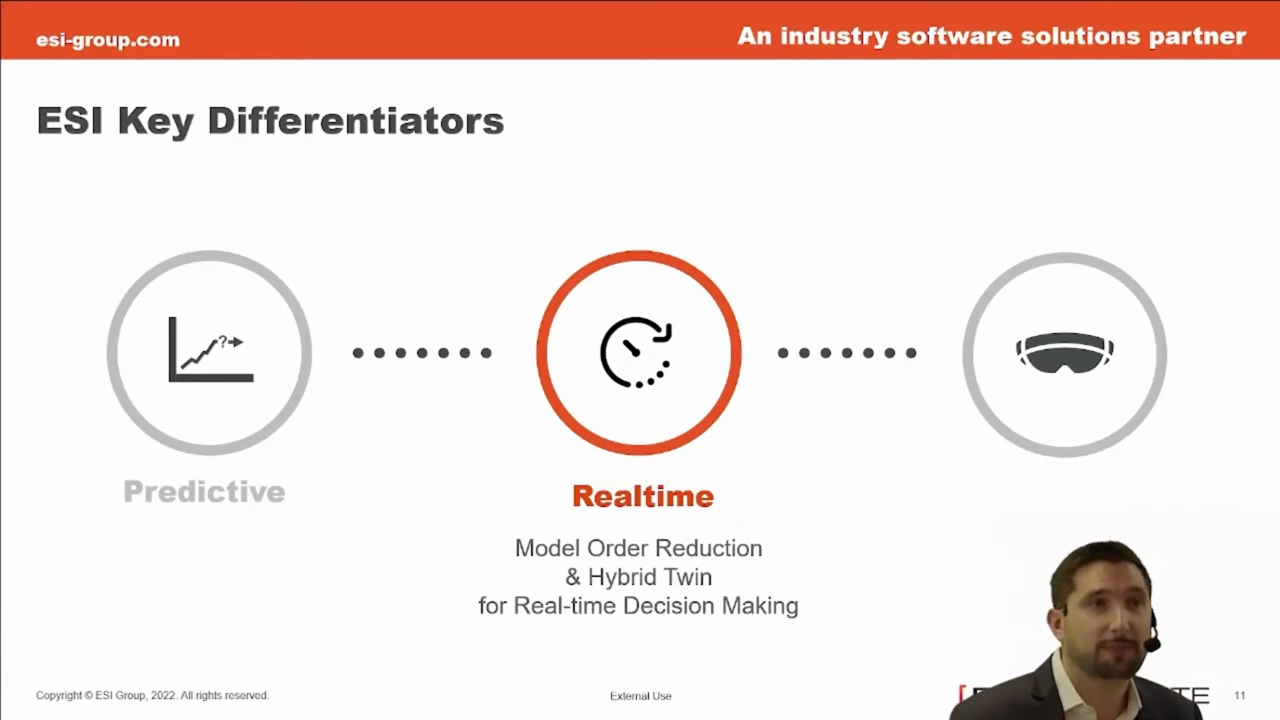 esi-group.com
An industry software solutions partner
ESI Key Differentiators
?
Predictive
Realtime
Model Order Reduction
& Hybrid Twin
for Real-time Decision Making
Copyright © ESI Group, 2022. All rights reserved.
External Use
11